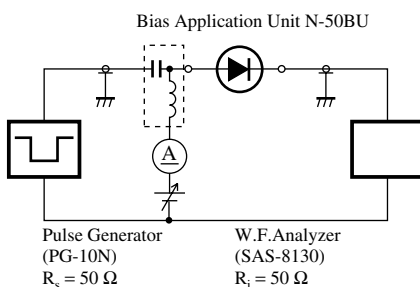 Bias Application Unit N-50BU
A
Pulse Generator
(PG-10N)
Rs = 50 Ω
W.F.Analyzer
(SAS-8130)
Ri = 50 Ω